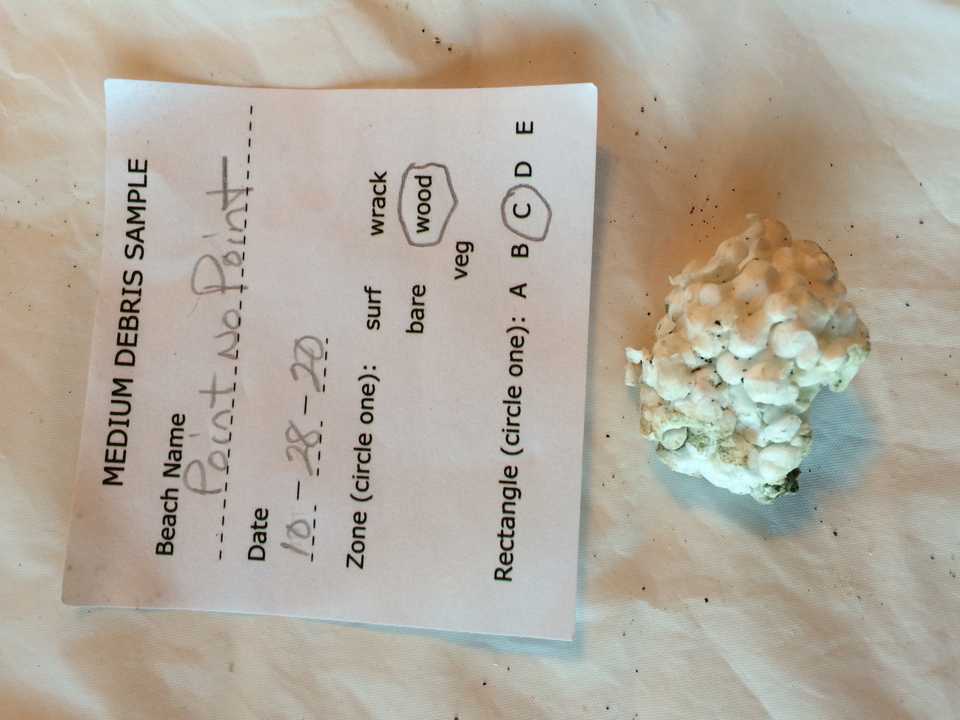 MEDIUM DEBRIS SAMPLE
Beach Name
Point No Point
Date
10-28-20
Zone (circle one): surf wrack
bare wood
veg
Rectangle (circle one): A B C D E